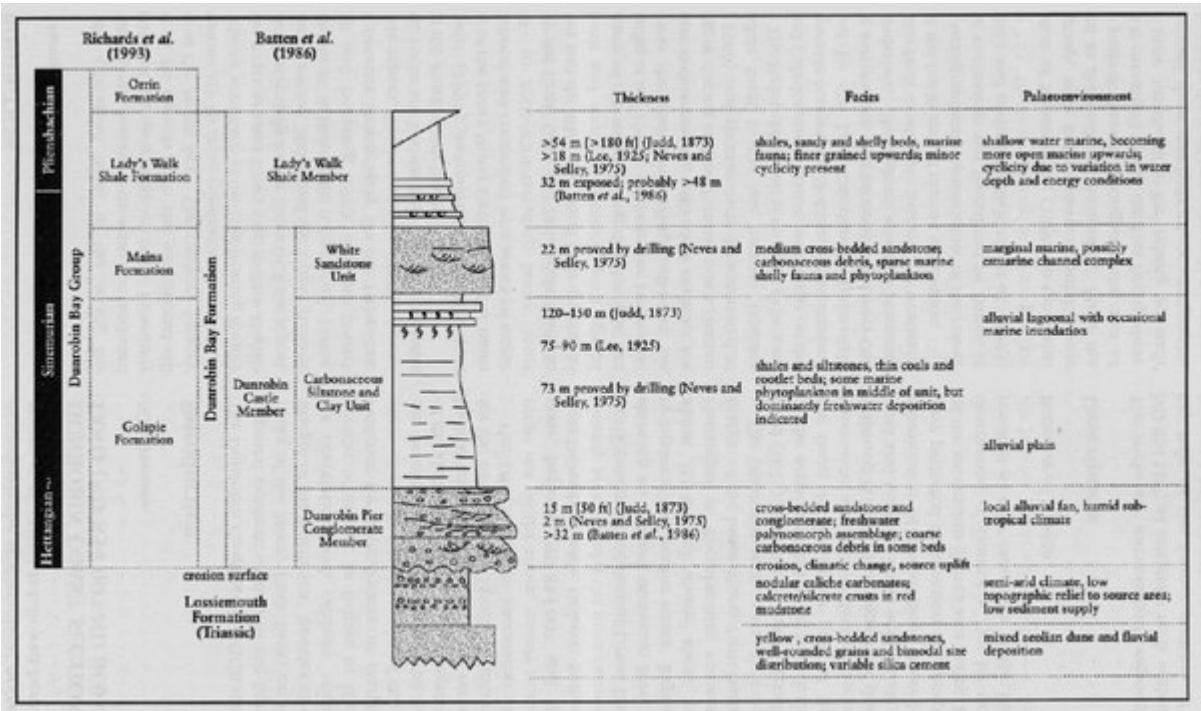 Richards et al.
(1993)
Batten et al.
(1986)
Thickness
Facies
Palaeoenvironment
Pliensbachian
Sinemurian
Hettangian
Dunrobin Bay Group
Orrin
Formation
Lady's Walk
Shale Formation
Mains
Formation
Golspie
Formation
Dunrobin Bay Formation
Lady's Walk
Shale Member
Dunrobin
Castle
Member
White
Sandstone
Unit
Carbonaceous
Siltstone and
Clay Unit
Dunrobin Pier
Conglomerate
Member
erosion surface
Lossiemouth
Formation
(Triassic)
>54 m [>180 ft] (Judd, 1873)
>18 m (Lee, 1925; Neves and
Selley, 1975)
32 m exposed; probably >48 m
(Batten et al., 1986)
shales, sandy and shelly beds, marine
fauna; finer grained upwards; minor
cyclicity present
shallow water marine, becoming
more open marine upwards;
cyclicity due to variation in water
depth and energy conditions
22 m proved by drilling (Neves and
Selley, 1975)
medium cross-bedded sandstone;
carbonaceous debris, sparse marine
shelly fauna and phytoplankton
marginal marine, possibly
estuarine channel complex
120–150 m (Judd, 1873)
75–90 m (Lee, 1925)
73 m proved by drilling (Neves and
Selley, 1975)
shales and siltstones, thin coals and
rootlet beds; some marine
phytoplankton in middle of unit, but
dominantly freshwater deposition
indicated
alluvial lagoonal with occasional
marine inundation
alluvial plain
15 m [50 ft] (Judd, 1873)
2 m (Neves and Selley, 1975)
>32 m (Batten et al., 1986)
cross-bedded sandstone and
conglomerate; freshwater
palynomorph assemblage; coarse
carbonaceous debris in some beds
local alluvial fan, humid sub-
tropical climate
erosion, climatic change, source uplift
nodular caliche carbonates;
calcrete/silcrete crusts in red
mudstone
semi-arid climate, low
topographic relief to source area;
low sediment supply
yellow, cross-bedded sandstones,
well-rounded grains and bimodal size
distribution; variable silica cement
mixed aeolian dune and fluvial
deposition